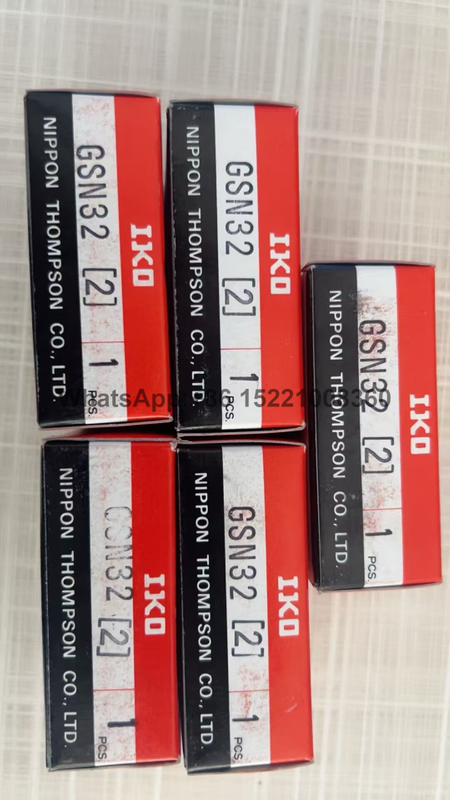 IKO
GSN32 [2] 1 PCS.
NIPPON THOMPSON CO., LTD.
IKO
GSN32 [2] 1 PCS.
NIPPON THOMPSON CO., LTD.
IKO
GSN32 [2] 1 PCS.
NIPPON THOMPSON CO., LTD.
IKO
GSN32 [2] 1 PCS.
NIPPON THOMPSON CO., LTD.
IKO
GSN32 [2] 1 PCS.
NIPPON THOMPSON CO., LTD.
WhatsApp